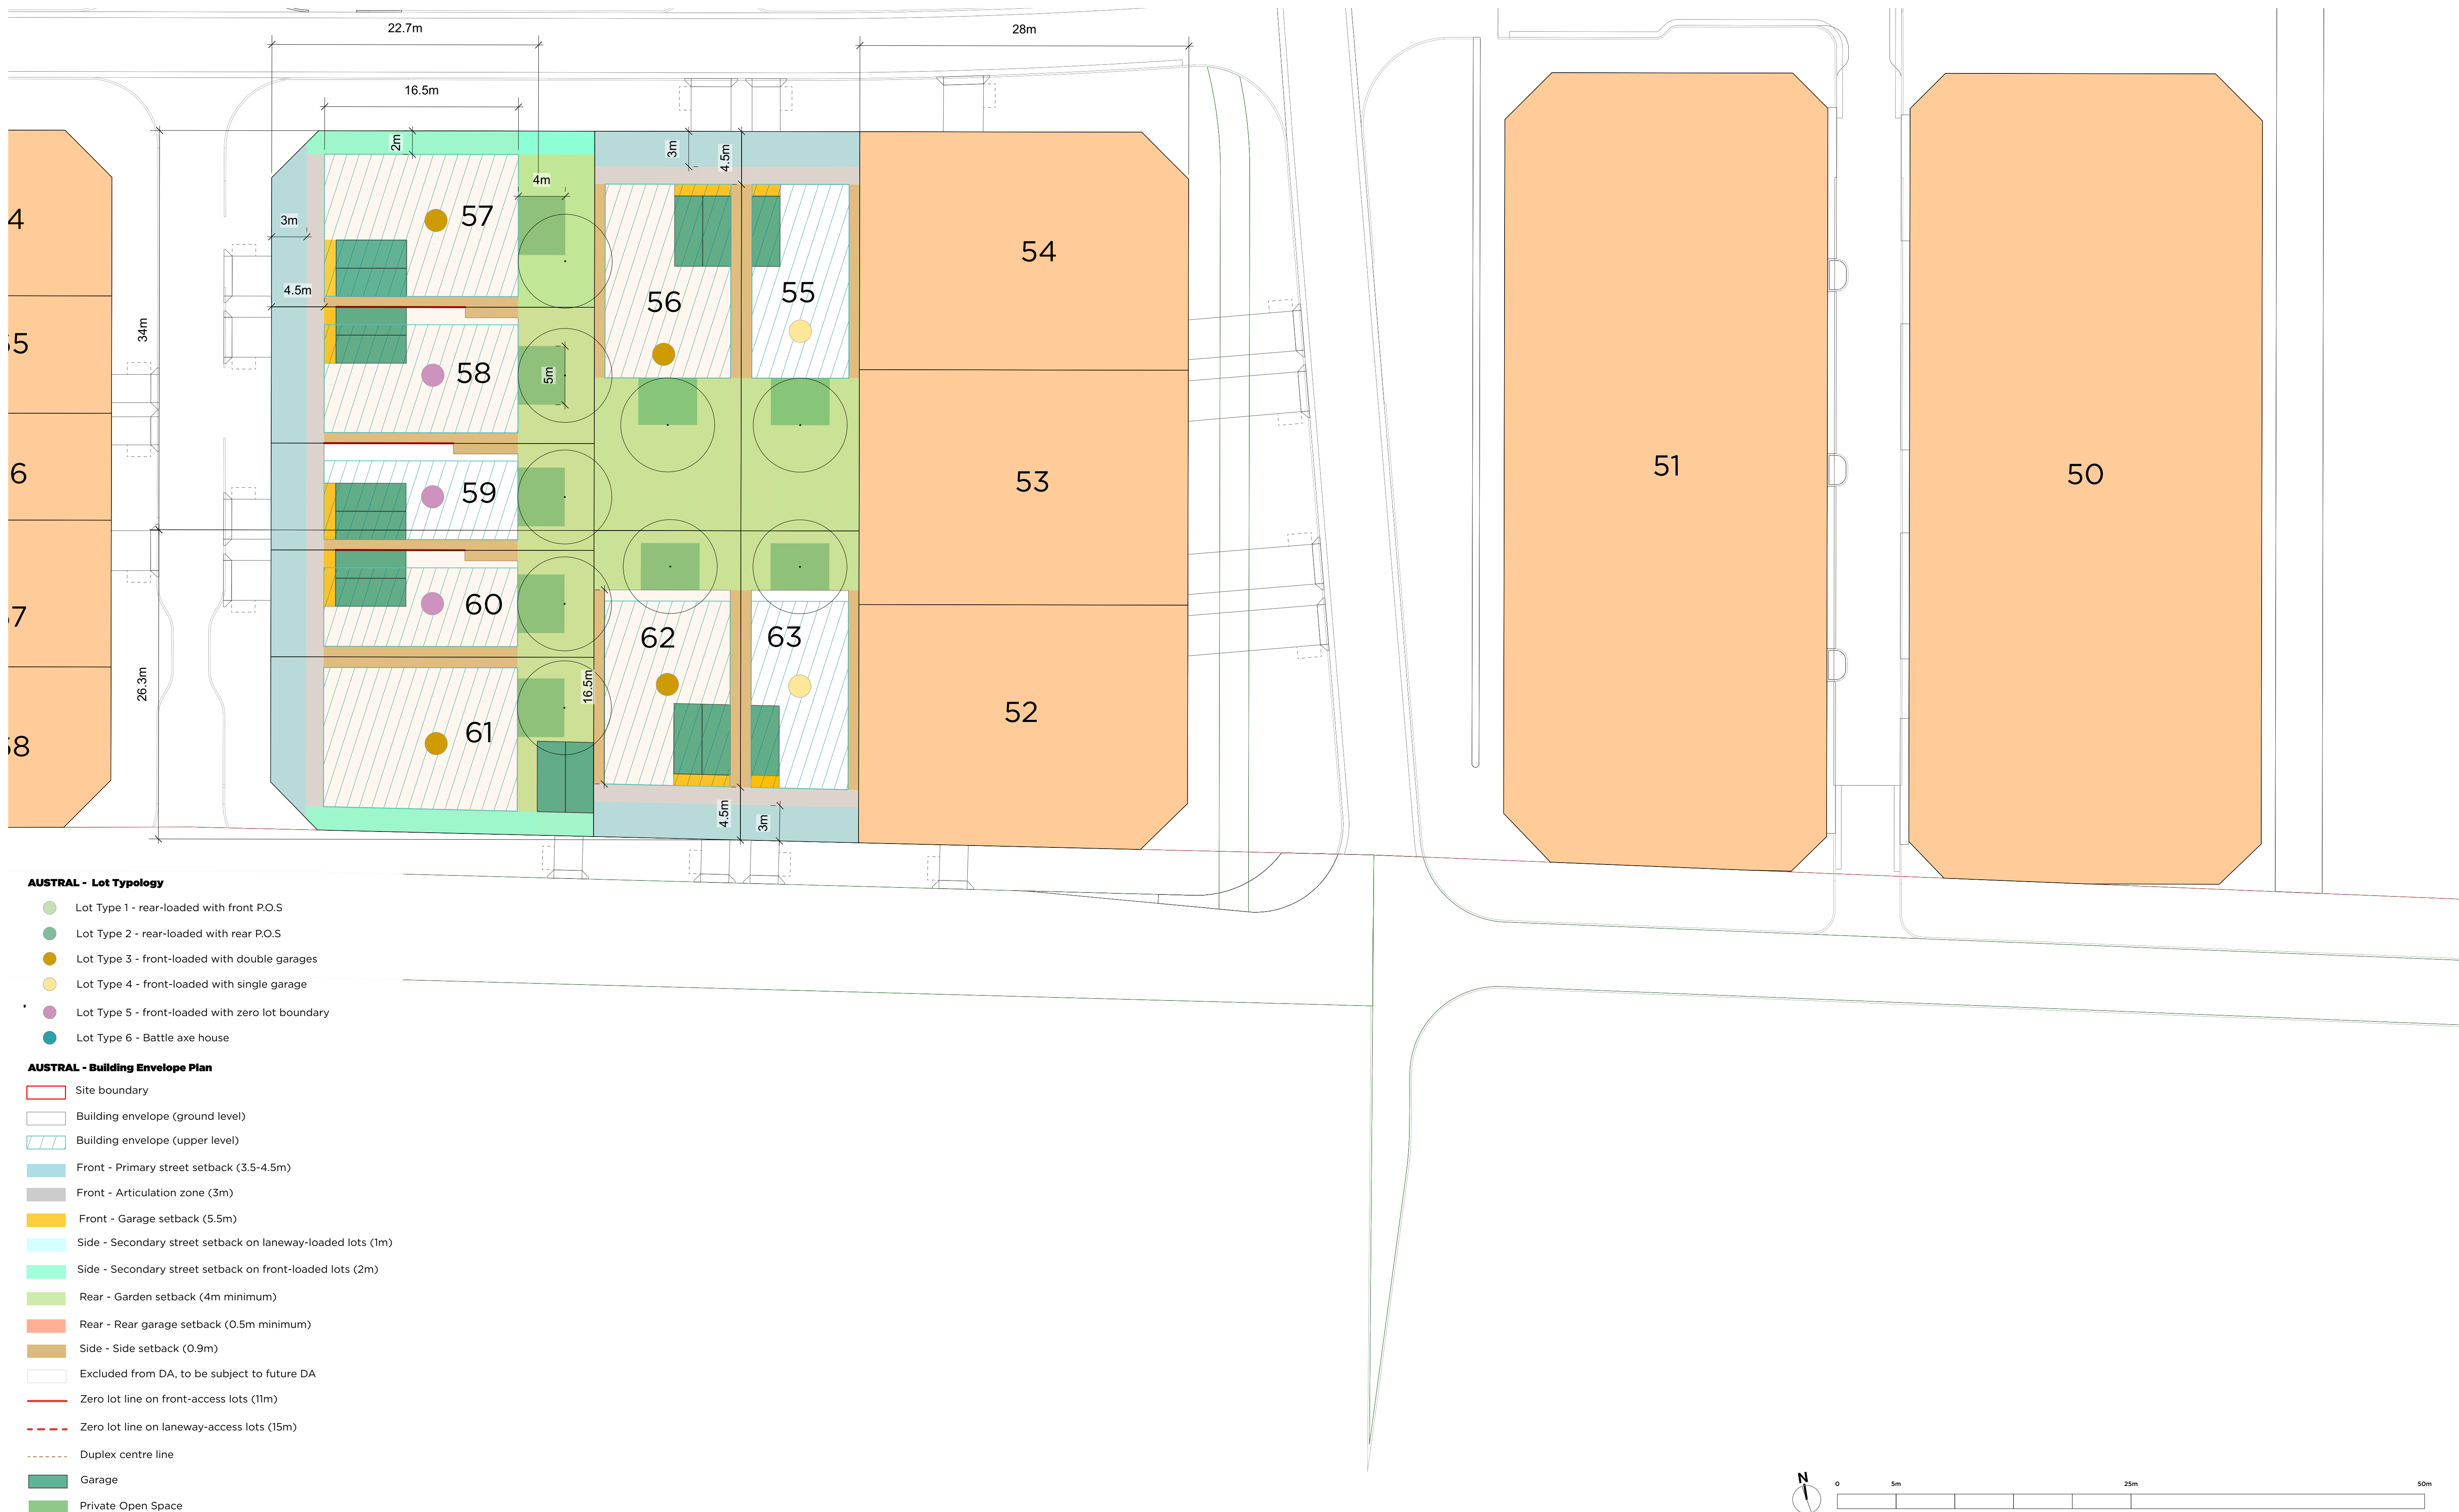 22.7m
28m
16.5m
2m
3m
4.5m
4m
57
3m
4
54
4.5m
55
56
34m
55
58
5m
51
50
53
6
59
60
57
62
63
16.5m
26.3m
52
61
58
4.5m
3m
AUSTRAL - Lot Typology
Lot Type 1 - rear-loaded with front P.O.S
Lot Type 2 - rear-loaded with rear P.O.S
Lot Type 3 - front-loaded with double garages
Lot Type 4 - front-loaded with single garage
Lot Type 5 - front-loaded with zero lot boundary
Lot Type 6 - Battle axe house
AUSTRAL - Building Envelope Plan
Site boundary
Building envelope (ground level)
Building envelope (upper level)
Front - Primary street setback (3.5-4.5m)
Front - Articulation zone (3m)
Front - Garage setback (5.5m)
Side - Secondary street setback on laneway-loaded lots (1m)
Side - Secondary street setback on front-loaded lots (2m)
Rear - Garden setback (4m minimum)
Rear - Rear garage setback (0.5m minimum)
Side - Side setback (0.9m)
Excluded from DA, to be subject to future DA
Zero lot line on front-access lots (11m)
Zero lot line on laneway-access lots (15m)
Duplex centre line
Garage
Private Open Space
N
0 5m 25m 50m